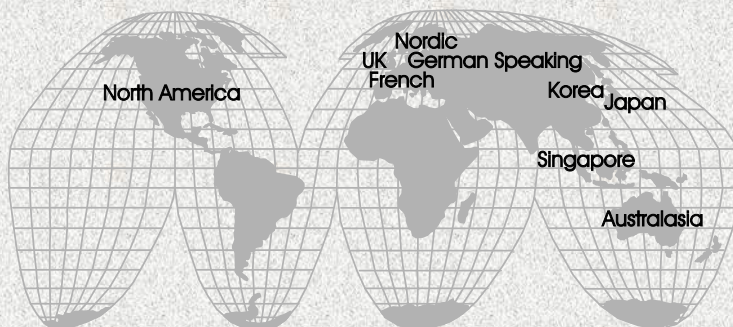 Nordic
UK German Speaking
French
North America
Korea
Japan
Singapore
Australasia